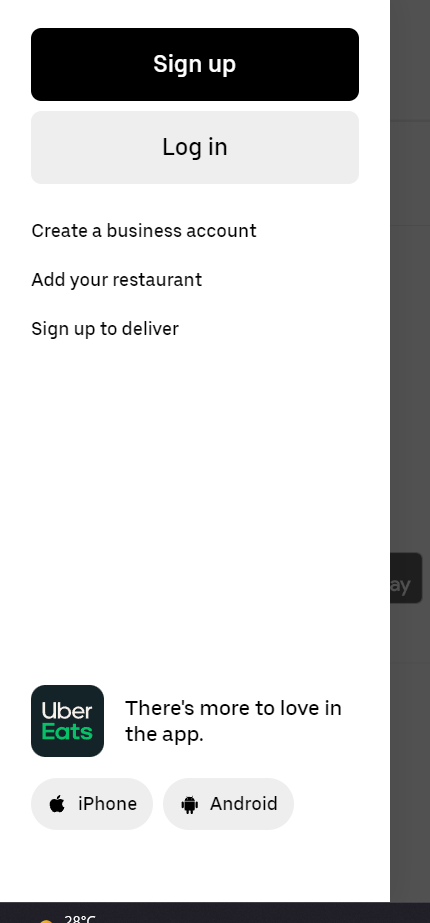 Sign up
Log in
Create a business account
Add your restaurant
Sign up to deliver
ay
Uber
Eats
There's more to love in
the app.
iPhone
Android
28°C